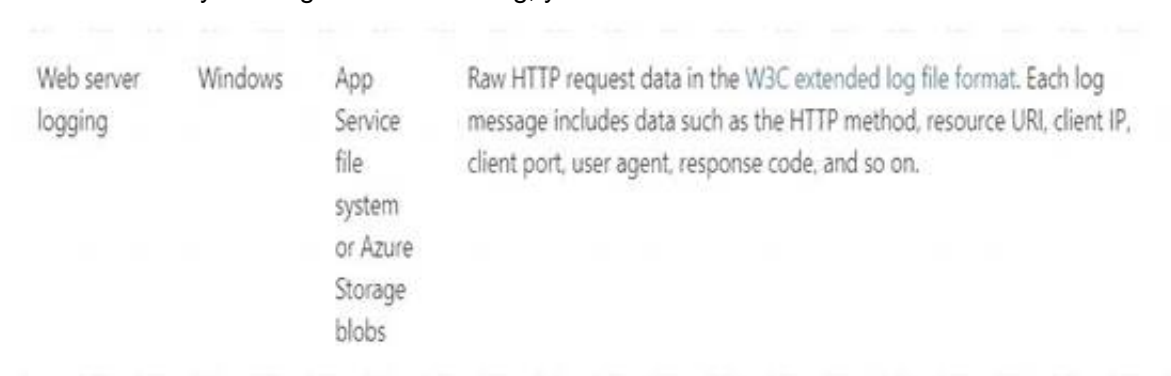 Web server logging
Windows
App Service file system or Azure Storage blobs
Raw HTTP request data in the W3C extended log file format. Each log
message includes data such as the HTTP method, resource URI, client IP,
client port, user agent, response code, and so on.